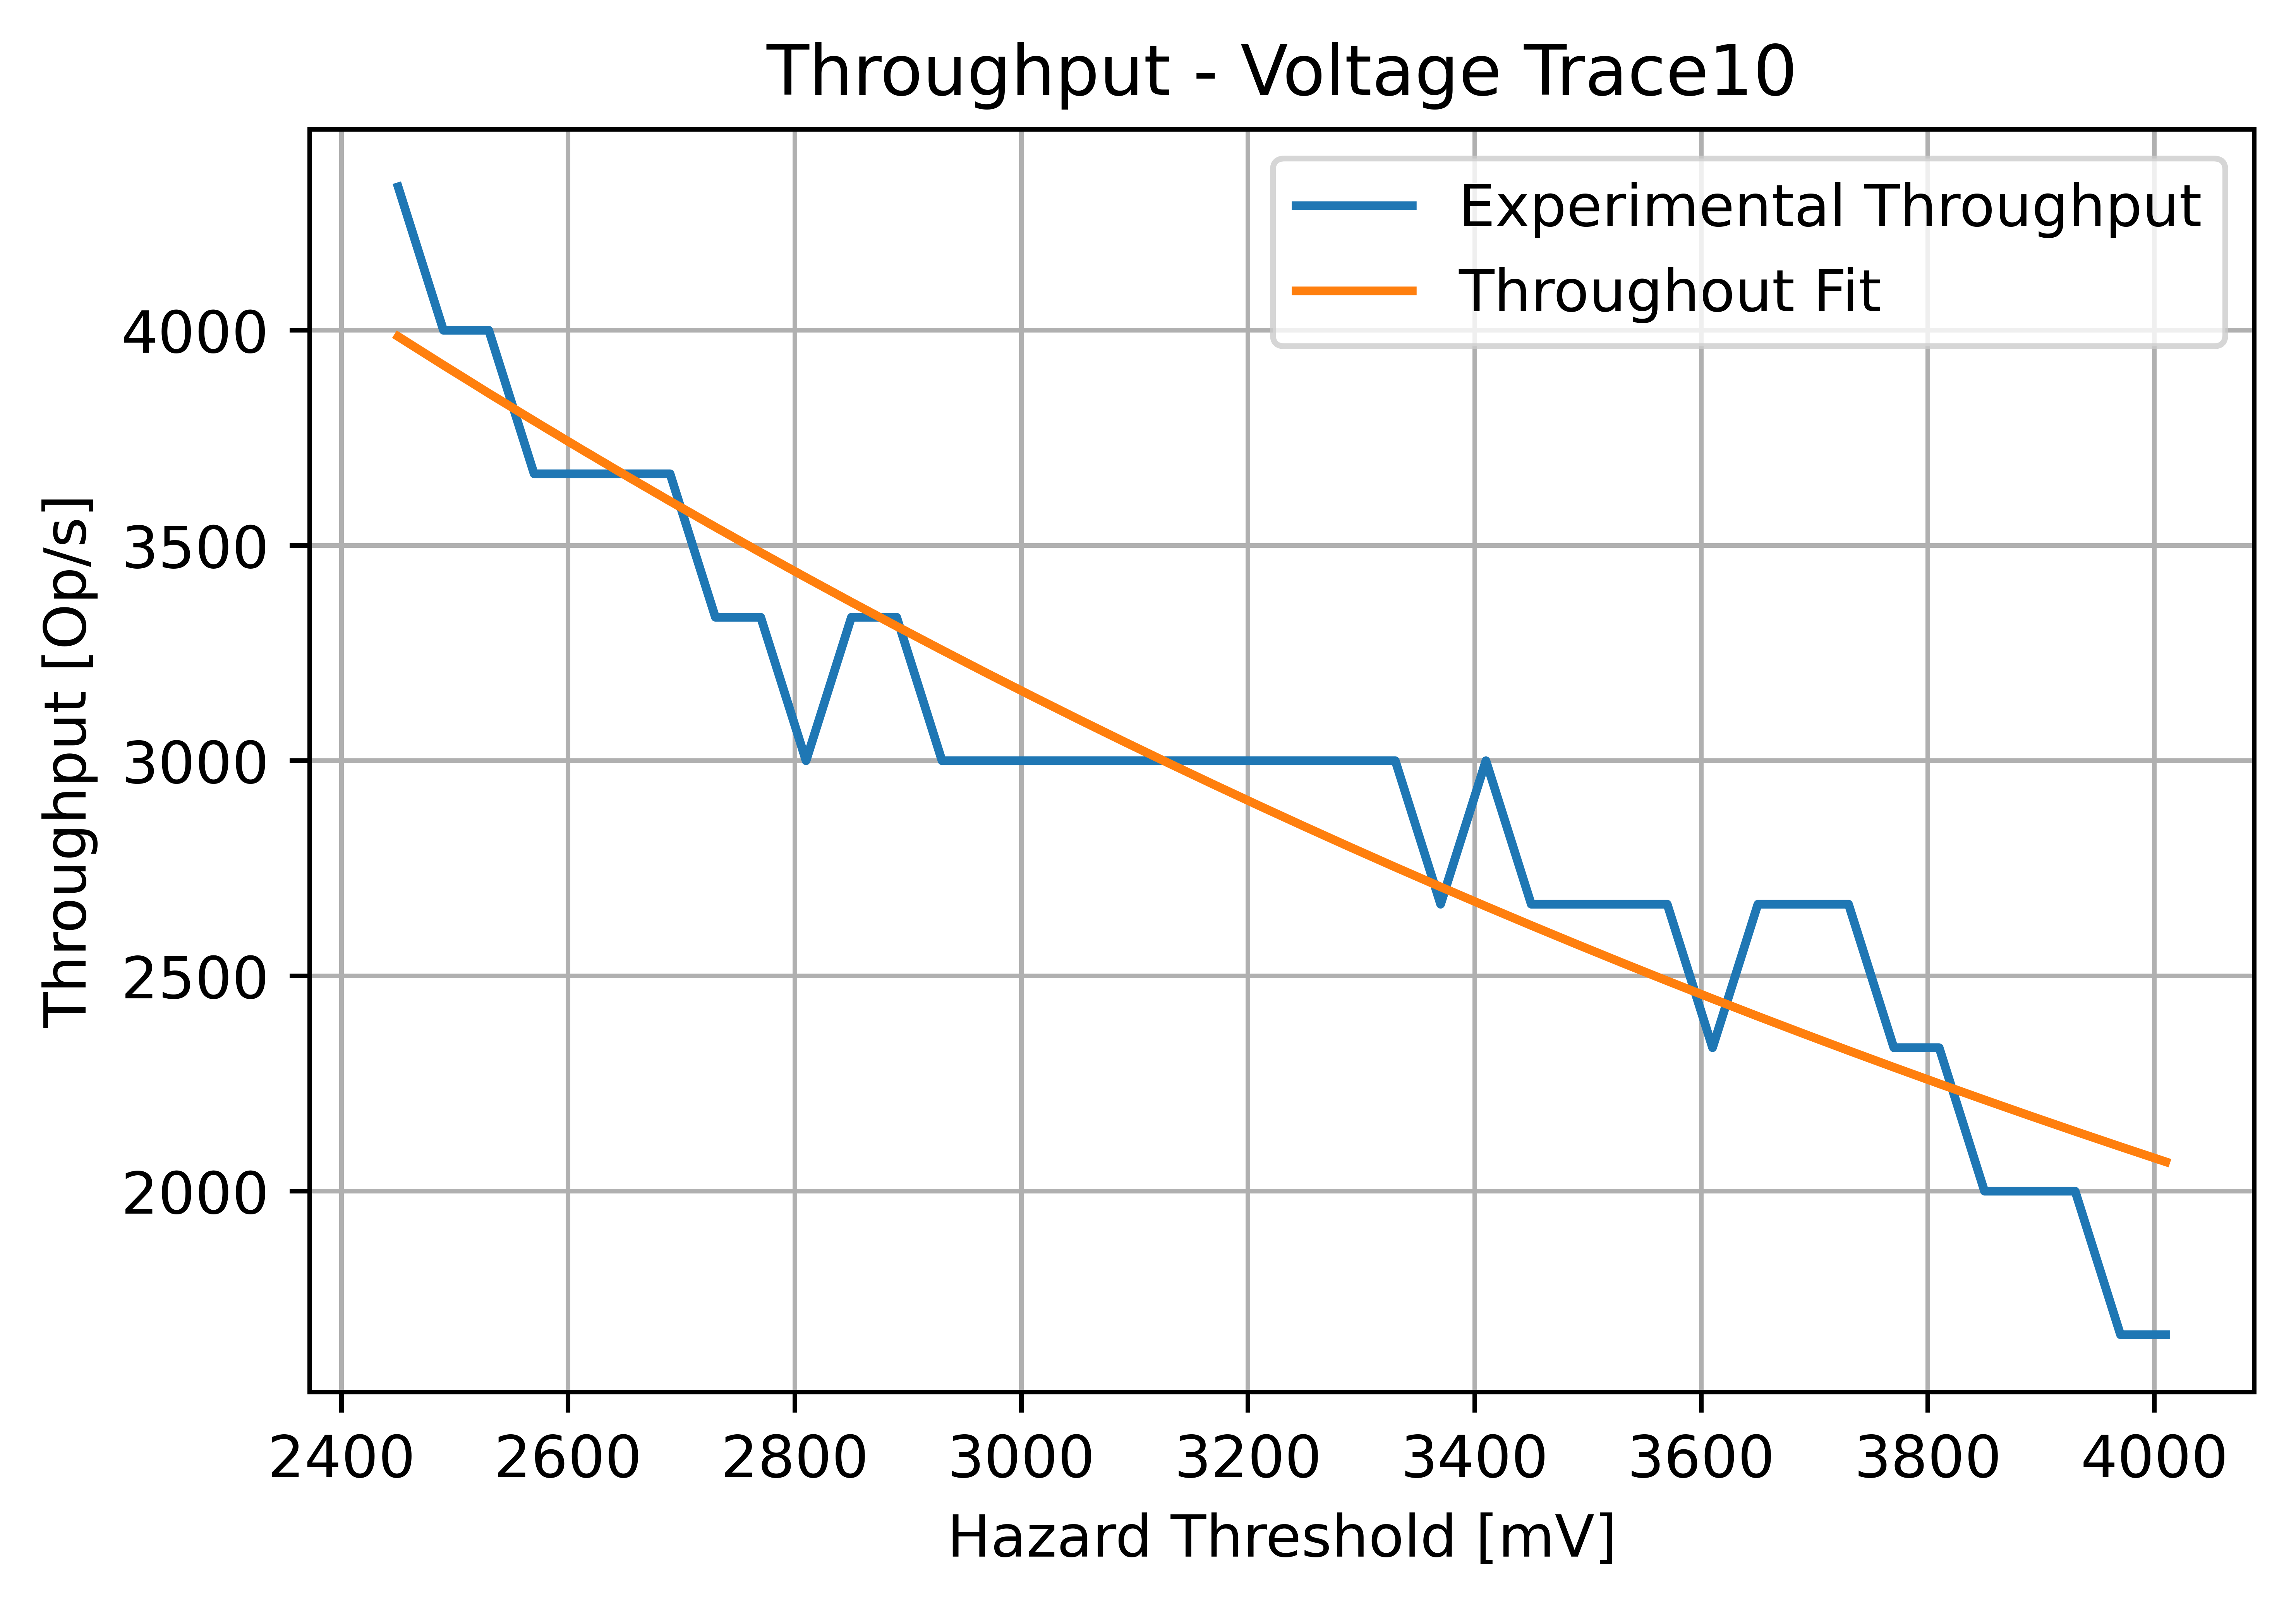 Throughput - Voltage Trace10
Experimental Throughput
Throughout Fit
Throughput [Op/s]
4000
3500
3000
2500
2000
2400 2600 2800 3000 3200 3400 3600 3800 4000
Hazard Threshold [mV]